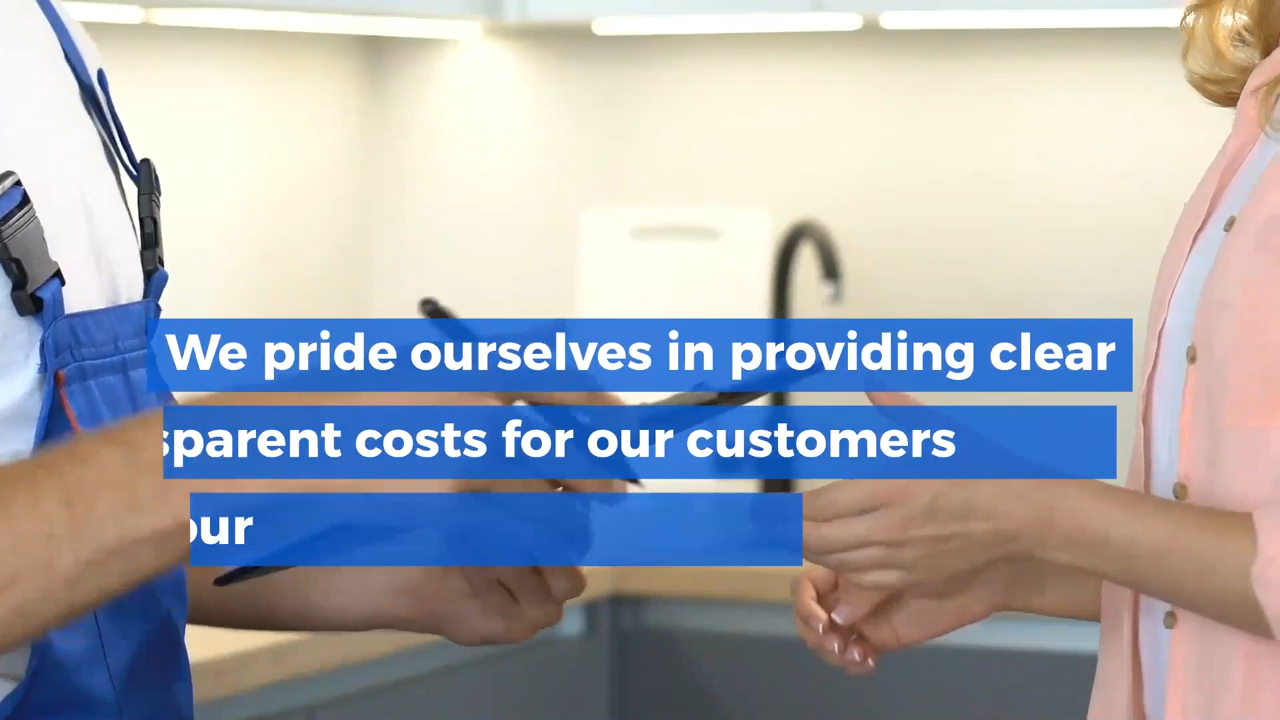 We pride ourselves in providing clear
sparent costs for our customers
our